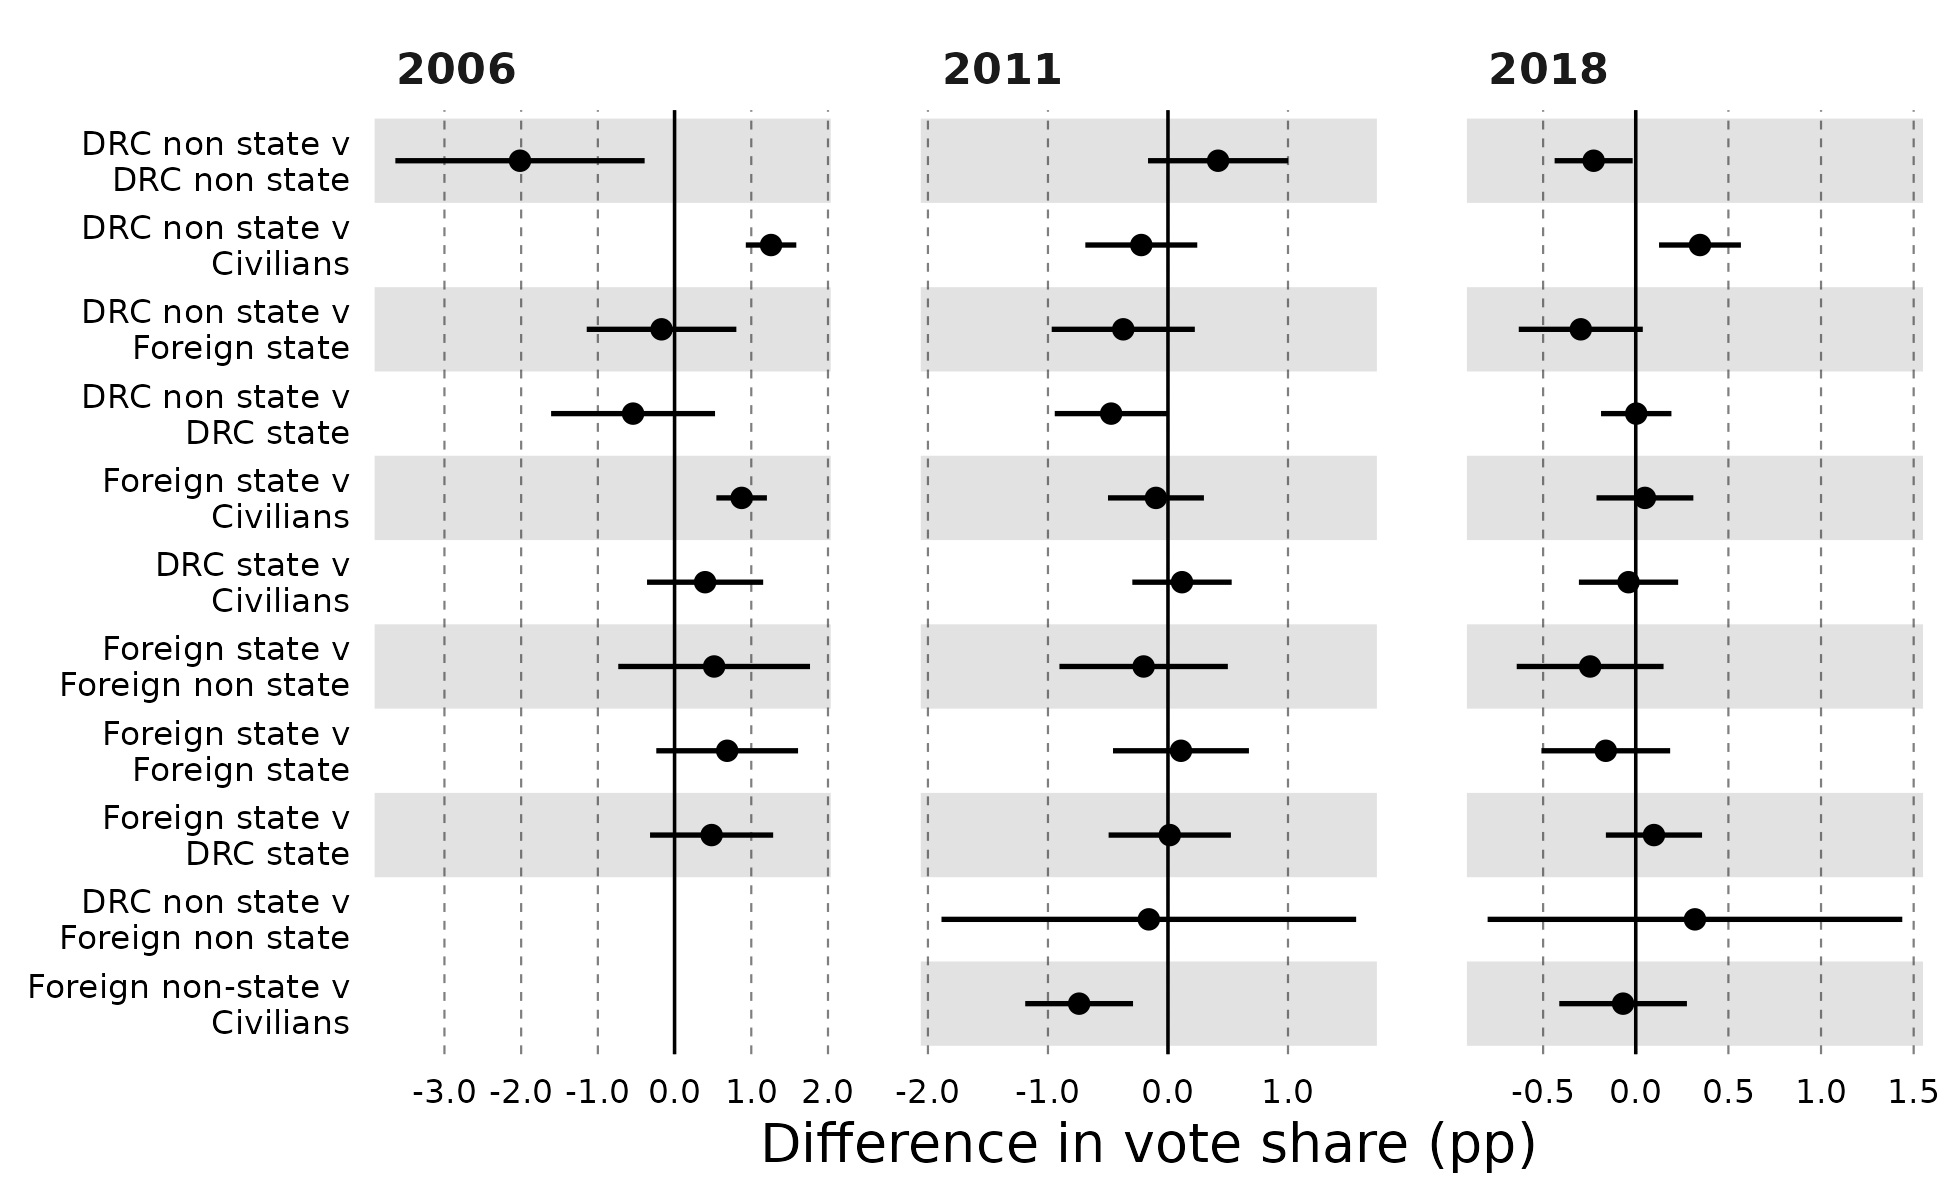 2006 2011 2018
DRC non state v
DRC non state
DRC non state v
Civilians
DRC non state v
Foreign state
DRC non state v
DRC state
Foreign state v
Civilians
DRC state v
Civilians
Foreign state v
Foreign non state
Foreign state v
Foreign state
Foreign state v
DRC state
DRC non state v
Foreign non state
Foreign non-state v
Civilians
-3.0 -2.0 -1.0 0.0 1.0 2.0 -2.0 -1.0 0.0 1.0 -0.5 0.0 0.5 1.0 1.5
Difference in vote share (pp)